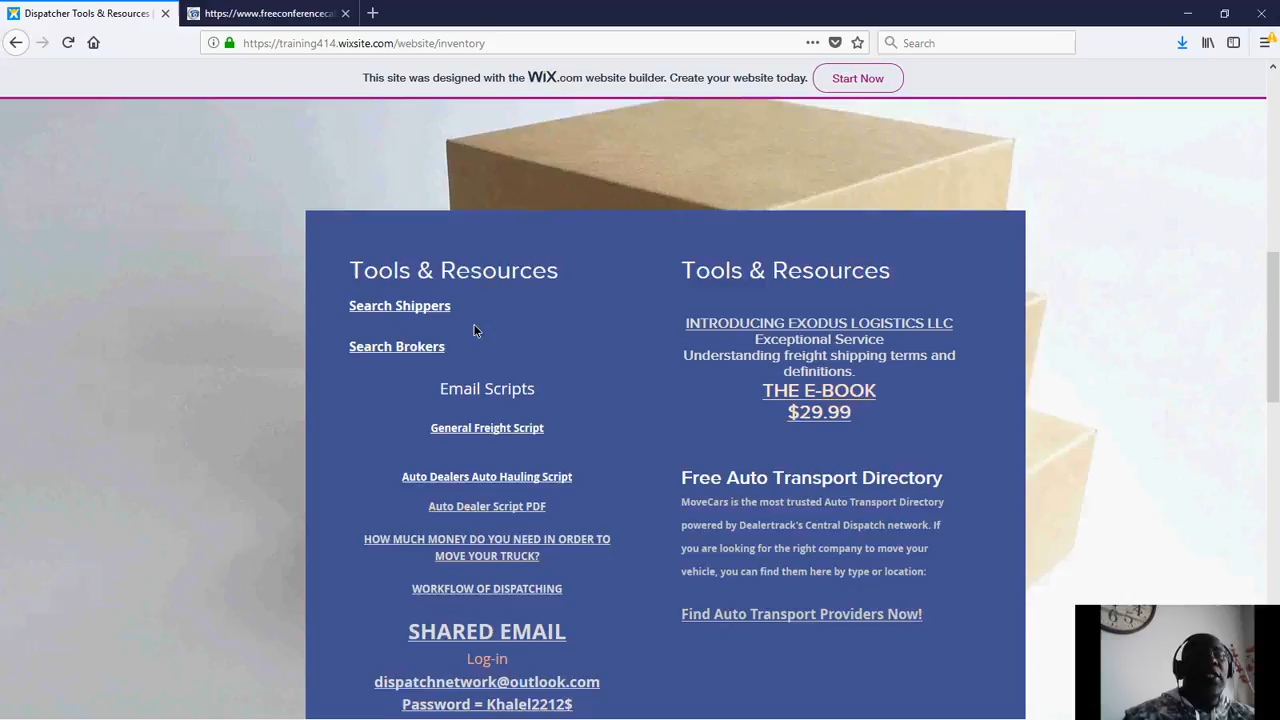 Dispatcher Tools & Resources
https://www.freeconferenceca
https://training414.wixsite.com/website/inventory
Search
This site was designed with the WiX.com website builder. Create your website today.
Start Now
Tools & Resources
Search Shippers
Search Brokers
Email Scripts
General Freight Script
Auto Dealers Auto Hauling Script
Auto Dealer Script PDF
HOW MUCH MONEY DO YOU NEED IN ORDER TO
MOVE YOUR TRUCK?
WORKFLOW OF DISPATCHING
SHARED EMAIL
Log-in
dispatchnetwork@outlook.com
Password = Khalel2212$
Tools & Resources
INTRODUCING EXODUS LOGISTICS LLC
Exceptional Service
Understanding freight shipping terms and
definitions.
THE E-BOOK
$29.99
Free Auto Transport Directory
MoveCars is the most trusted Auto Transport Directory
powered by Dealertrack's Central Dispatch network. If
you are looking for the right company to move your
vehicle, you can find them here by type or location:
Find Auto Transport Providers Now!